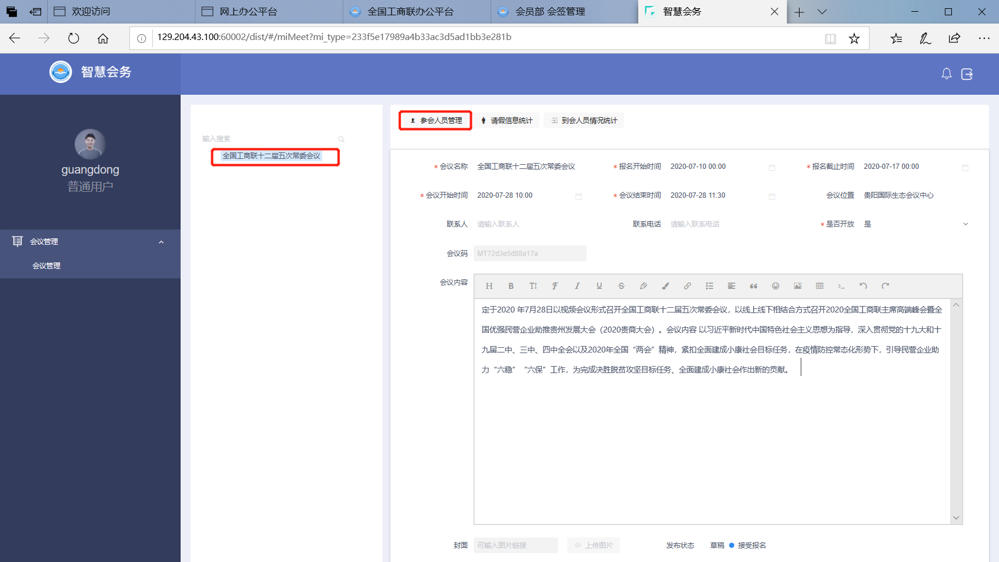 欢迎访问
网上办公平台
全国工商联办公平台
会员部 会签管理
智慧会务
129.204.43.100:60002/dist/#/miMeet?mi_type=233f5e17989a4b33ac3d5ad1bb3e281b
智慧会务
guangdong
普通用户
会议管理
会议管理
输入搜索
全国工商联十二届五次常委会议
参会人员管理
请假信息统计
到会人员情况统计
* 会议名称 全国工商联十二届五次常委会议
* 报名开始时间 2020-07-10 00:00
* 报名截止时间 2020-07-17 00:00
* 会议开始时间 2020-07-28 10:00
* 会议结束时间 2020-07-28 11:30
会议位置 贵阳国际生态会议中心
联系人 请输入联系人
联系电话 请输入联系电话
* 是否开放 是
会议码 MT72d3e5d88a17a
会议内容
定于2020 年7月28日以视频会议形式召开全国工商联十二届五次常委会议，以线上线下相结合方式召开2020全国工商联主席高端峰会暨全
国优强民营企业助推贵州发展大会（2020贵商大会）。会议内容 以习近平新时代中国特色社会主义思想为指导，深入贯彻党的十九大和十
九届二中、三中、四中全会以及2020年全国“两会”精神，紧扣全面建成小康社会目标任务，在疫情防控常态化形势下，引导民营企业助
力“六稳”“六保”工作，为完成决胜脱贫攻坚目标任务、全面建成小康社会作出新的贡献。
封面 可输入图片链接
上传图片
发布状态 草稿 接受报名